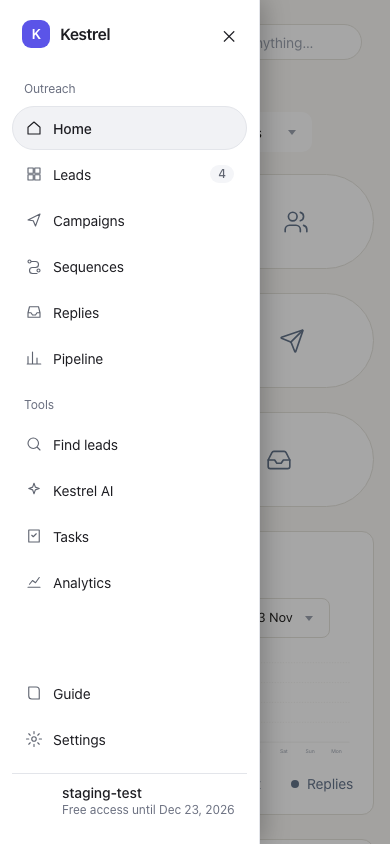 K Kestrel
Outreach
Home
Leads 4
Campaigns
Sequences
Replies
Pipeline
Tools
Find leads
Kestrel AI
Tasks
Analytics
Guide
Settings
staging-test
Free access until Dec 23, 2026
anything...
3 Nov
Sat Sun Mon
Replies